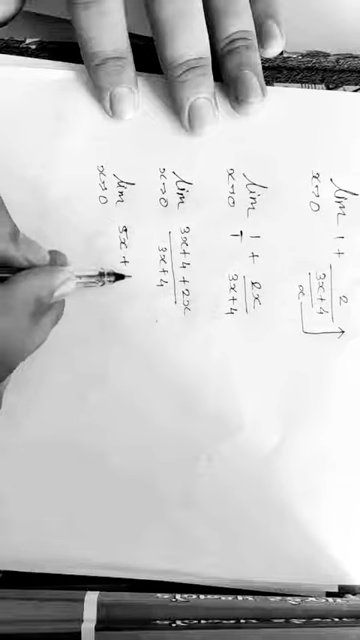 lim x→0 1 + 2/((3x+4)/x)
lim x→0 1/1 + 2x/(3x+4)
lim x→0 (3x+4+2x)/(3x+4)
lim x→0 5x +